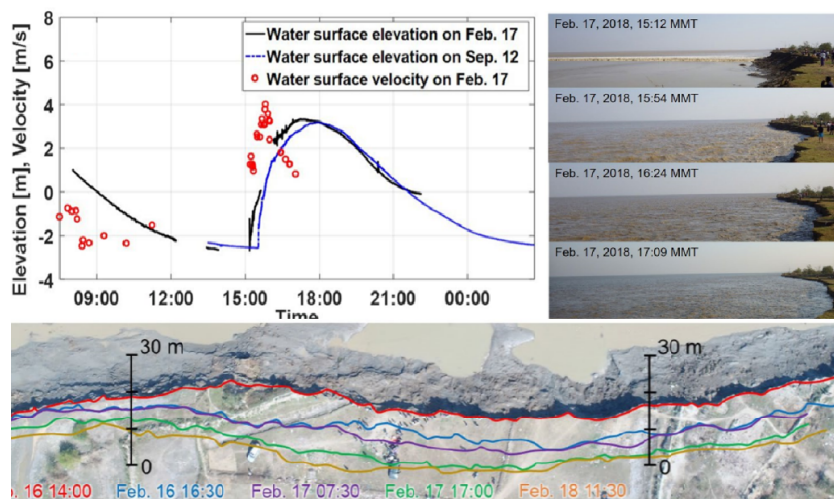 Water surface elevation on Feb. 17
Water surface elevation on Sep. 12
Water surface velocity on Feb. 17
Elevation [m], Velocity [m/s]
8
6
4
2
0
-2
-4
09:00 12:00 15:00 18:00 21:00 00:00
Time
Feb. 17, 2018, 15:12 MMT
Feb. 17, 2018, 15:54 MMT
Feb. 17, 2018, 16:24 MMT
Feb. 17, 2018, 17:09 MMT
30 m 30 m
0 0
. 16 14:00 Feb. 16 16:30 Feb. 17 07:30 Feb. 17 17:00 Feb. 18 11:30